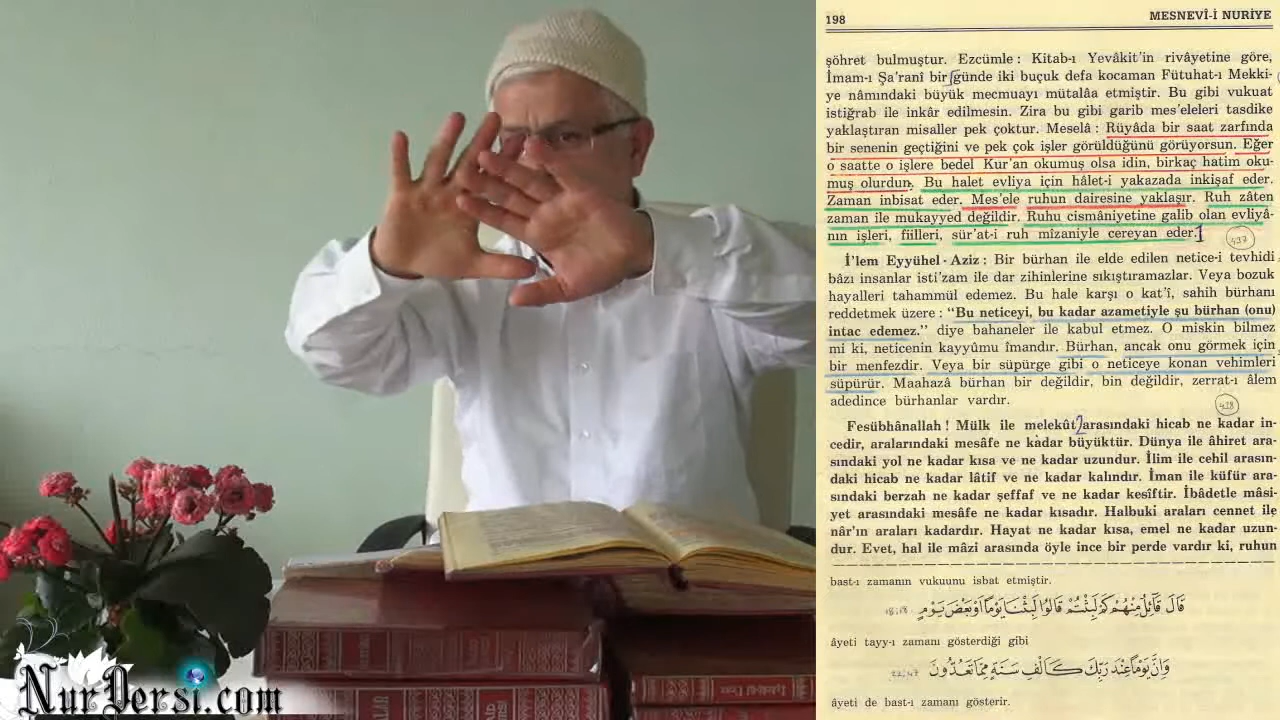 198 MESNEVÎ-İ NURİYE
şöhret bulmuştur. Ezcümle : Kitab-ı Yevâkit'in rivâyetine göre,
İmam-ı Şa'ranî bir günde iki buçuk defa kocaman Fütuhat-ı Mekki-
ye nâmındaki büyük mecmuayı mütalâa etmiştir. Bu gibi vukuat
istiğrab ile inkâr edilmesin. Zira bu gibi garib mes'eleleri tasdike
yaklaştıran misaller pek çoktur. Meselâ : Rüyâda bir saat zarfında
bir senenin geçtiğini ve pek çok işler görüldüğünü görüyorsun. Eğer
o saatte o işlere bedel Kur'an okumuş olsa idin, birkaç hatim oku-
muş olurdun. Bu halet evliya için hâlet-i yakazada inkişaf eder.
Zaman inbisat eder. Mes'ele ruhun dairesine yaklaşır. Ruh zâten
zaman ile mukayyed değildir. Ruhu cismâniyetine galib olan evliyâ-
nın işleri, fiilleri, sür'at-i ruh mizaniyle cereyan eder.1
437
İ'lem Eyyühel - Aziz : Bir bürhan ile elde edilen netice-i tevhidi
bâzı insanlar isti'zam ile dar zihinlerine sıkıştıramazlar. Veya bozuk
hayalleri tahammül edemez. Bu hale karşı o kat'î, sahih bürhanı
reddetmek üzere : "Bu neticeyi, bu kadar azametiyle şu bürhan (onu)
intac edemez." diye bahaneler ile kabul etmez. O miskin bilmez
mi ki, neticenin kayyûmu îmandır. Bürhan, ancak onu görmek için
bir menfezdir. Veya bir süpürge gibi o neticeye konan vehimleri
süpürür. Maahazâ bürhan bir değildir, bin değildir, zerrat-ı âlem
adedince bürhanlar vardır.
438
Fesübhânallah ! Mülk ile melekût 2 arasındaki hicab ne kadar in-
cedir, aralarındaki mesâfe ne kadar büyüktür. Dünya ile âhiret ara-
sındaki yol ne kadar kısa ve ne kadar uzundur. İlim ile cehil arasın-
daki hicab ne kadar lâtif ve ne kadar kalındır. İman ile küfür ara-
sındaki berzah ne kadar şeffaf ve ne kadar kesîftir. İbâdetle mâsi-
yet arasındaki mesâfe ne kadar kısadır. Halbuki araları cennet ile
nâr'ın araları kadardır. Hayat ne kadar kısa, emel ne kadar uzun-
dur. Evet, hal ile mâzi arasında öyle ince bir perde vardır ki, ruhun
bast-ı zamanın vukuunu isbat etmiştir.
قَالَ قَٓائِلٌ مِنْهُمْ كَمْ لَبِثْتُمْ قَالُوا لَبِثْنَا يَوْمًا اَوْ بَعْضَ يَوْمٍ
âyeti tayy-ı zamanı gösterdiği gibi
وَاِنَّ يَوْمًا عِنْدَ رَبِّكَ كَاَلْفِ سَنَةٍ مِمَّا تَعُدُّونَ
âyeti de bast-ı zamanı gösterir.
NurDersi.com